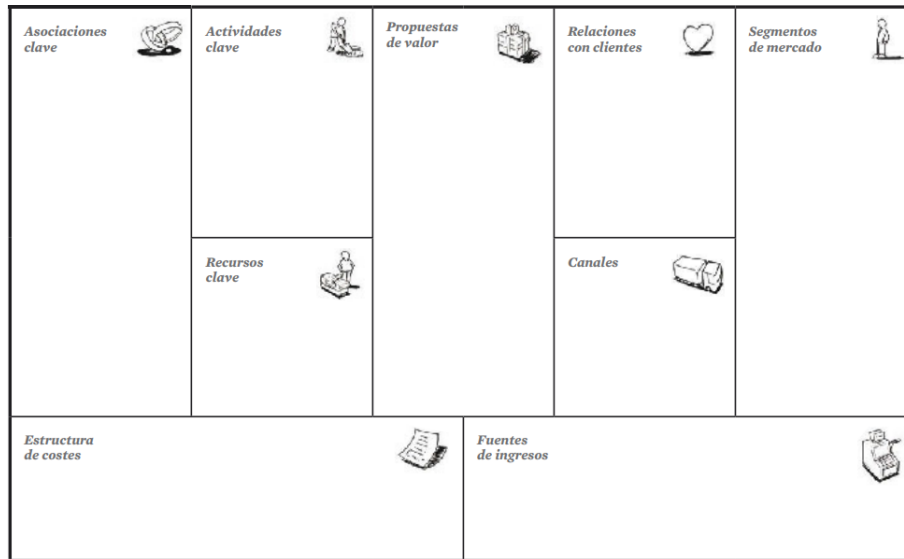 Asociaciones
clave
Actividades
clave
Propuestas
de valor
Relaciones
con clientes
Segmentos
de mercado
Recursos
clave
Canales
Estructura
de costes
Fuentes
de ingresos